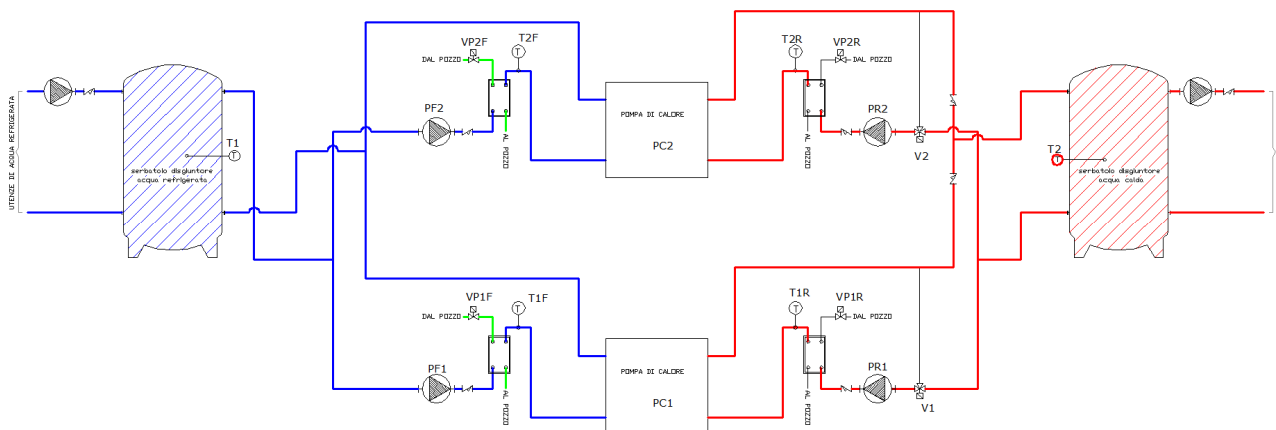 VP2F
T2F
DAL POZZO
T2R
VP2R
DAL POZZO
UTENZE DI ACQUA REFRIGERATA
PF2
POMPA DI CALORE
PC2
PR2
V2
AL POZZO
AL POZZO
T1
serbatoio disgiuntore
acqua refrigerata
T
T
T
T2
T
serbatoio disgiuntore
acqua calda
VP1F
T1F
DAL POZZO
T1R
VP1R
DAL POZZO
T
T
PF1
POMPA DI CALORE
PC1
PR1
V1
AL POZZO
AL POZZO